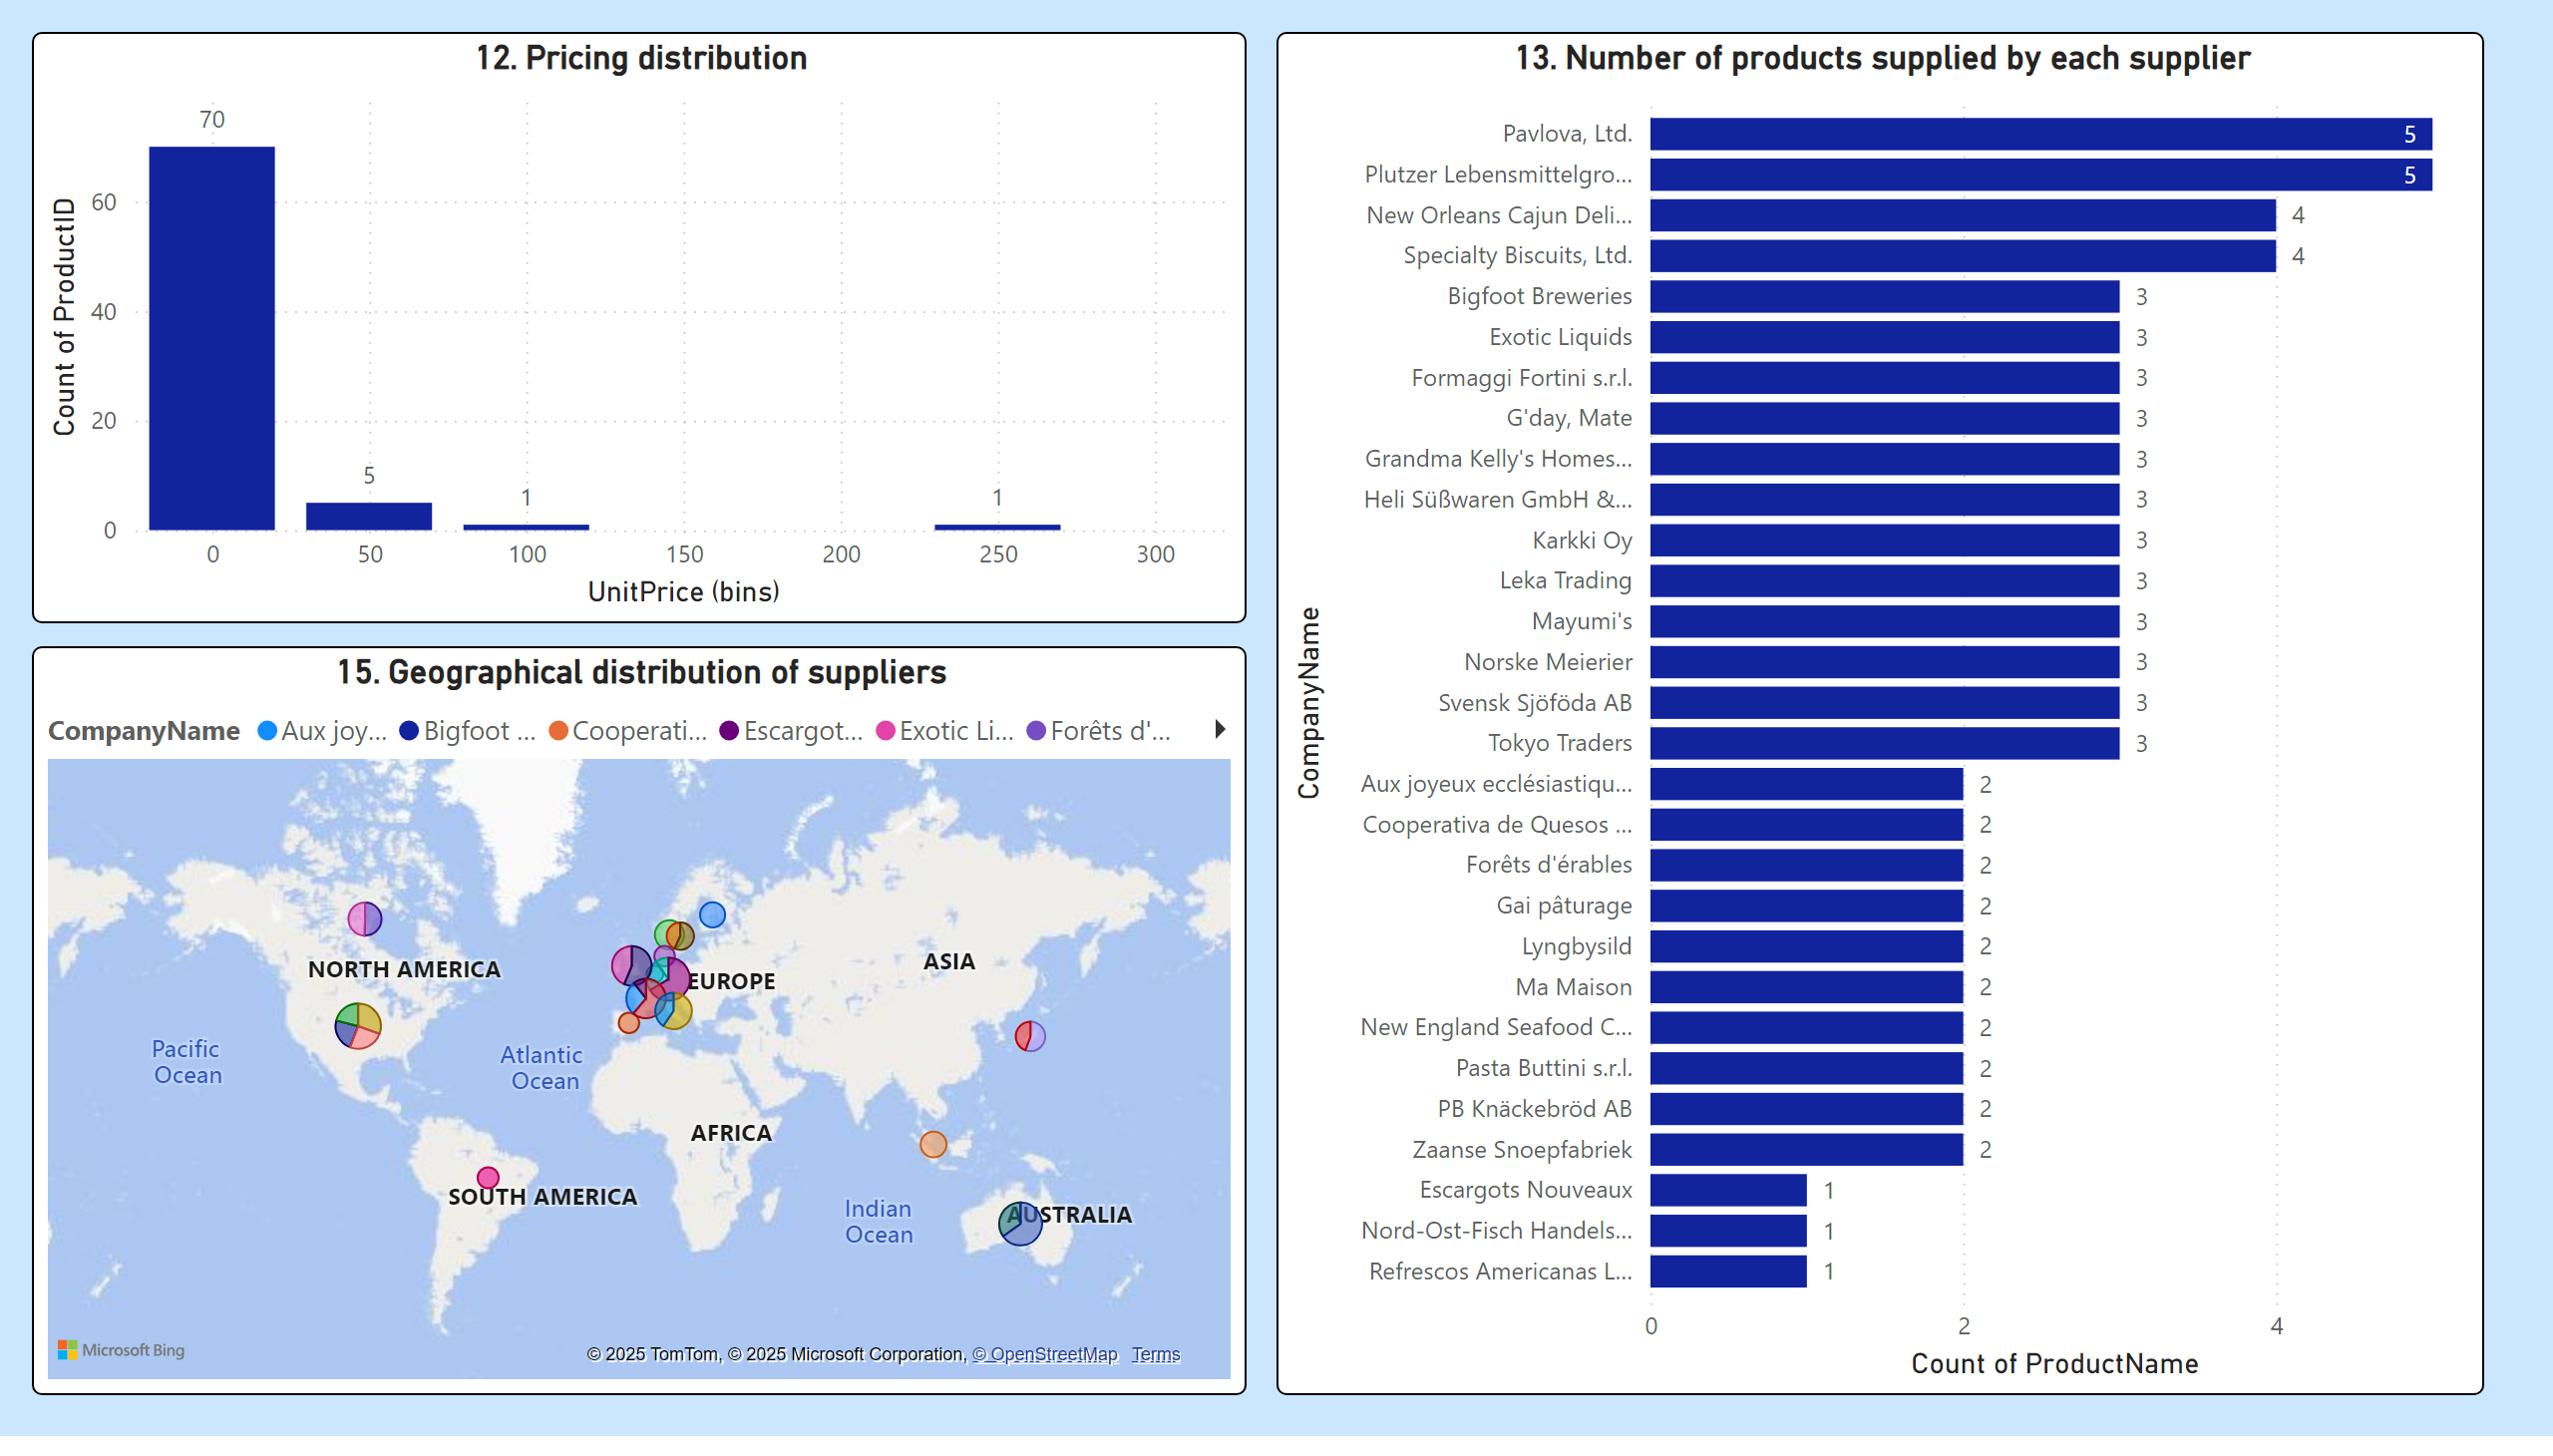 12. Pricing distribution
Count of ProductID
70
60
40
20
0
5
1
1
0 50 100 150 200 250 300
UnitPrice (bins)
15. Geographical distribution of suppliers
CompanyName Aux joy... Bigfoot ... Cooperati... Escargot... Exotic Li... Forêts d'...
NORTH AMERICA
EUROPE
ASIA
Pacific
Ocean
Atlantic
Ocean
AFRICA
SOUTH AMERICA
Indian
Ocean
AUSTRALIA
Microsoft Bing
© 2025 TomTom, © 2025 Microsoft Corporation, © OpenStreetMap Terms
13. Number of products supplied by each supplier
CompanyName
Pavlova, Ltd. 5
Plutzer Lebensmittelgro... 5
New Orleans Cajun Deli... 4
Specialty Biscuits, Ltd. 4
Bigfoot Breweries 3
Exotic Liquids 3
Formaggi Fortini s.r.l. 3
G'day, Mate 3
Grandma Kelly's Homes... 3
Heli Süßwaren GmbH &... 3
Karkki Oy 3
Leka Trading 3
Mayumi's 3
Norske Meierier 3
Svensk Sjöföda AB 3
Tokyo Traders 3
Aux joyeux ecclésiastiqu... 2
Cooperativa de Quesos ... 2
Forêts d'érables 2
Gai pâturage 2
Lyngbysild 2
Ma Maison 2
New England Seafood C... 2
Pasta Buttini s.r.l. 2
PB Knäckebröd AB 2
Zaanse Snoepfabriek 2
Escargots Nouveaux 1
Nord-Ost-Fisch Handels... 1
Refrescos Americanas L... 1
0 2 4
Count of ProductName